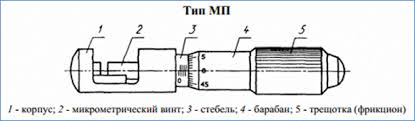 Тип МП
1 2 3 4 5
5
0
45
0
1 - корпус; 2 - микрометрический винт; 3 - стебель; 4 - барабан; 5 - трещотка (фрикцион)